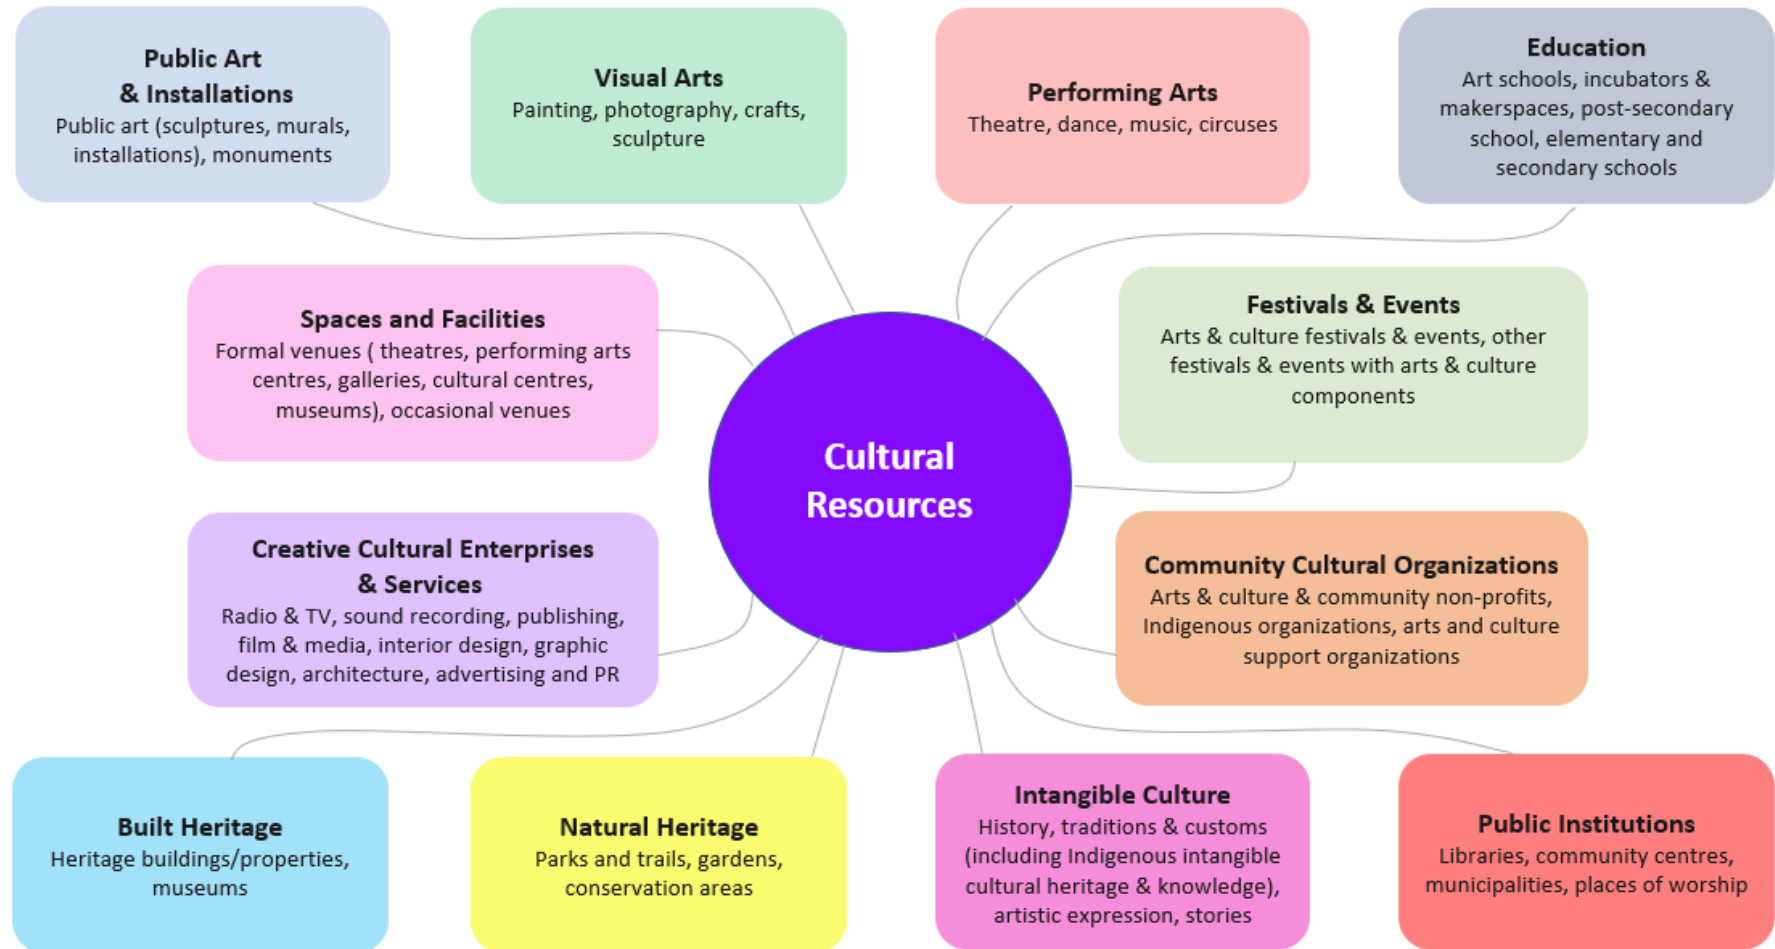 Public Art
& Installations
Public art (sculptures, murals,
installations), monuments
Visual Arts
Painting, photography, crafts,
sculpture
Performing Arts
Theatre, dance, music, circuses
Education
Art schools, incubators &
makerspaces, post-secondary
school, elementary and
secondary schools
Spaces and Facilities
Formal venues ( theatres, performing arts
centres, galleries, cultural centres,
museums), occasional venues
Festivals & Events
Arts & culture festivals & events, other
festivals & events with arts & culture
components
Cultural
Resources
Creative Cultural Enterprises
& Services
Radio & TV, sound recording, publishing,
film & media, interior design, graphic
design, architecture, advertising and PR
Community Cultural Organizations
Arts & culture & community non-profits,
Indigenous organizations, arts and culture
support organizations
Built Heritage
Heritage buildings/properties,
museums
Natural Heritage
Parks and trails, gardens,
conservation areas
Intangible Culture
History, traditions & customs
(including Indigenous intangible
cultural heritage & knowledge),
artistic expression, stories
Public Institutions
Libraries, community centres,
municipalities, places of worship